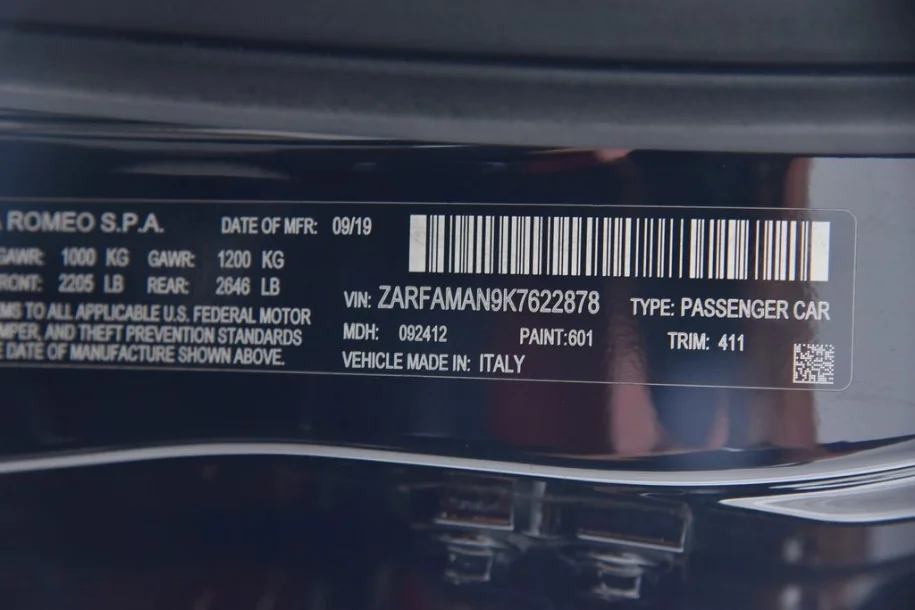 A ROMEO S.P.A. DATE OF MFR: 09/19
GAWR: 1000 KG GAWR: 1200 KG
FRONT: 2205 LB REAR: 2646 LB
EMS TO ALL APPLICABLE U.S. FEDERAL MOTOR
MPER, AND THEFT PREVENTION STANDARDS
E DATE OF MANUFACTURE SHOWN ABOVE.
VIN: ZARFAMAN9K7622878 TYPE: PASSENGER CAR
MDH: 092412 PAINT:601 TRIM: 411
VEHICLE MADE IN: ITALY